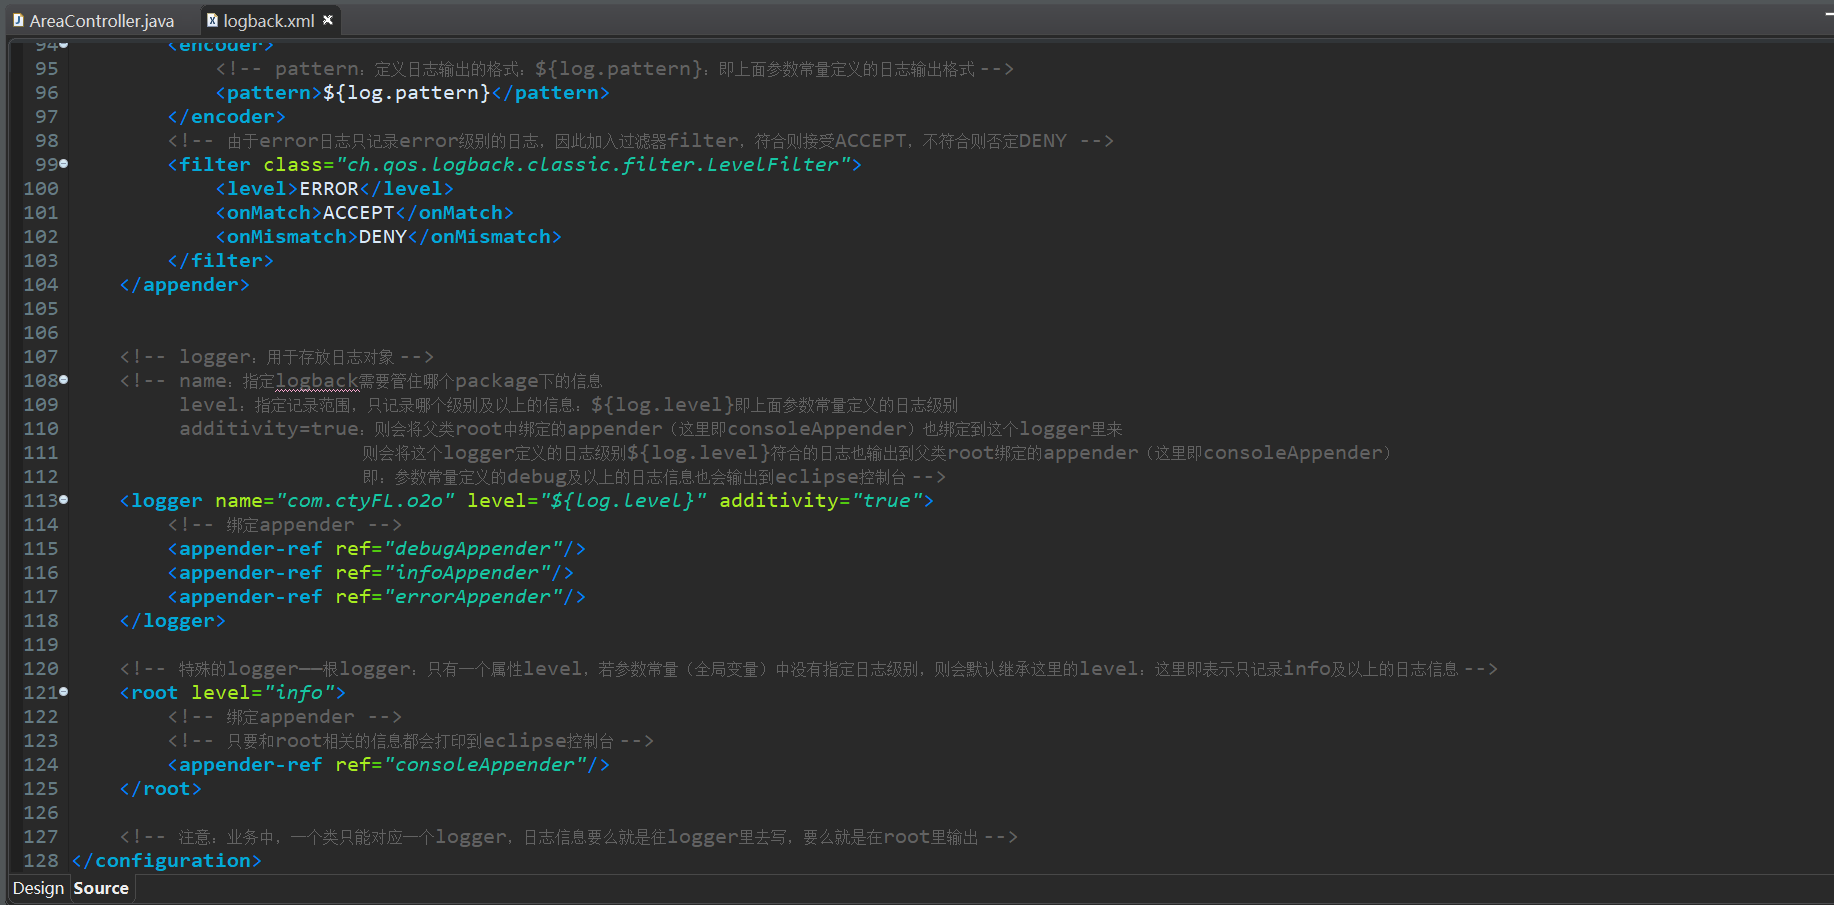 AreaController.java
logback.xml
94 <encoder>
95 <!-- pattern：定义日志输出的格式：${log.pattern}：即上面参数常量定义的日志输出格式 -->
96 <pattern>${log.pattern}</pattern>
97 </encoder>
98 <!-- 由于error日志只记录error级别的日志，因此加入过滤器filter，符合则接受ACCEPT，不符合则否定DENY -->
99 <filter class="ch.qos.logback.classic.filter.LevelFilter">
100 <level>ERROR</level>
101 <onMatch>ACCEPT</onMatch>
102 <onMismatch>DENY</onMismatch>
103 </filter>
104 </appender>
105
106
107 <!-- logger：用于存放日志对象 -->
108 <!-- name：指定logback需要管住哪个package下的信息
109 level：指定记录范围，只记录哪个级别及以上的信息：${log.level}即上面参数常量定义的日志级别
110 additivity=true：则会将父类root中绑定的appender（这里即consoleAppender）也绑定到这个logger里来
111 则会将这个logger定义的日志级别${log.level}符合的日志也输出到父类root绑定的appender（这里即consoleAppender）
112 即：参数常量定义的debug及以上的日志信息也会输出到eclipse控制台 -->
113 <logger name="com.ctyFL.o2o" level="${log.level}" additivity="true">
114 <!-- 绑定appender -->
115 <appender-ref ref="debugAppender"/>
116 <appender-ref ref="infoAppender"/>
117 <appender-ref ref="errorAppender"/>
118 </logger>
119
120 <!-- 特殊的logger——根logger：只有一个属性level，若参数常量（全局变量）中没有指定日志级别，则会默认继承这里的level：这里即表示只记录info及以上的日志信息 -->
121 <root level="info">
122 <!-- 绑定appender -->
123 <!-- 只要和root相关的信息都会打印到eclipse控制台 -->
124 <appender-ref ref="consoleAppender"/>
125 </root>
126
127 <!-- 注意：业务中，一个类只能对应一个logger，日志信息要么就是往logger里去写，要么就是在root里输出 -->
128 </configuration>
Design Source